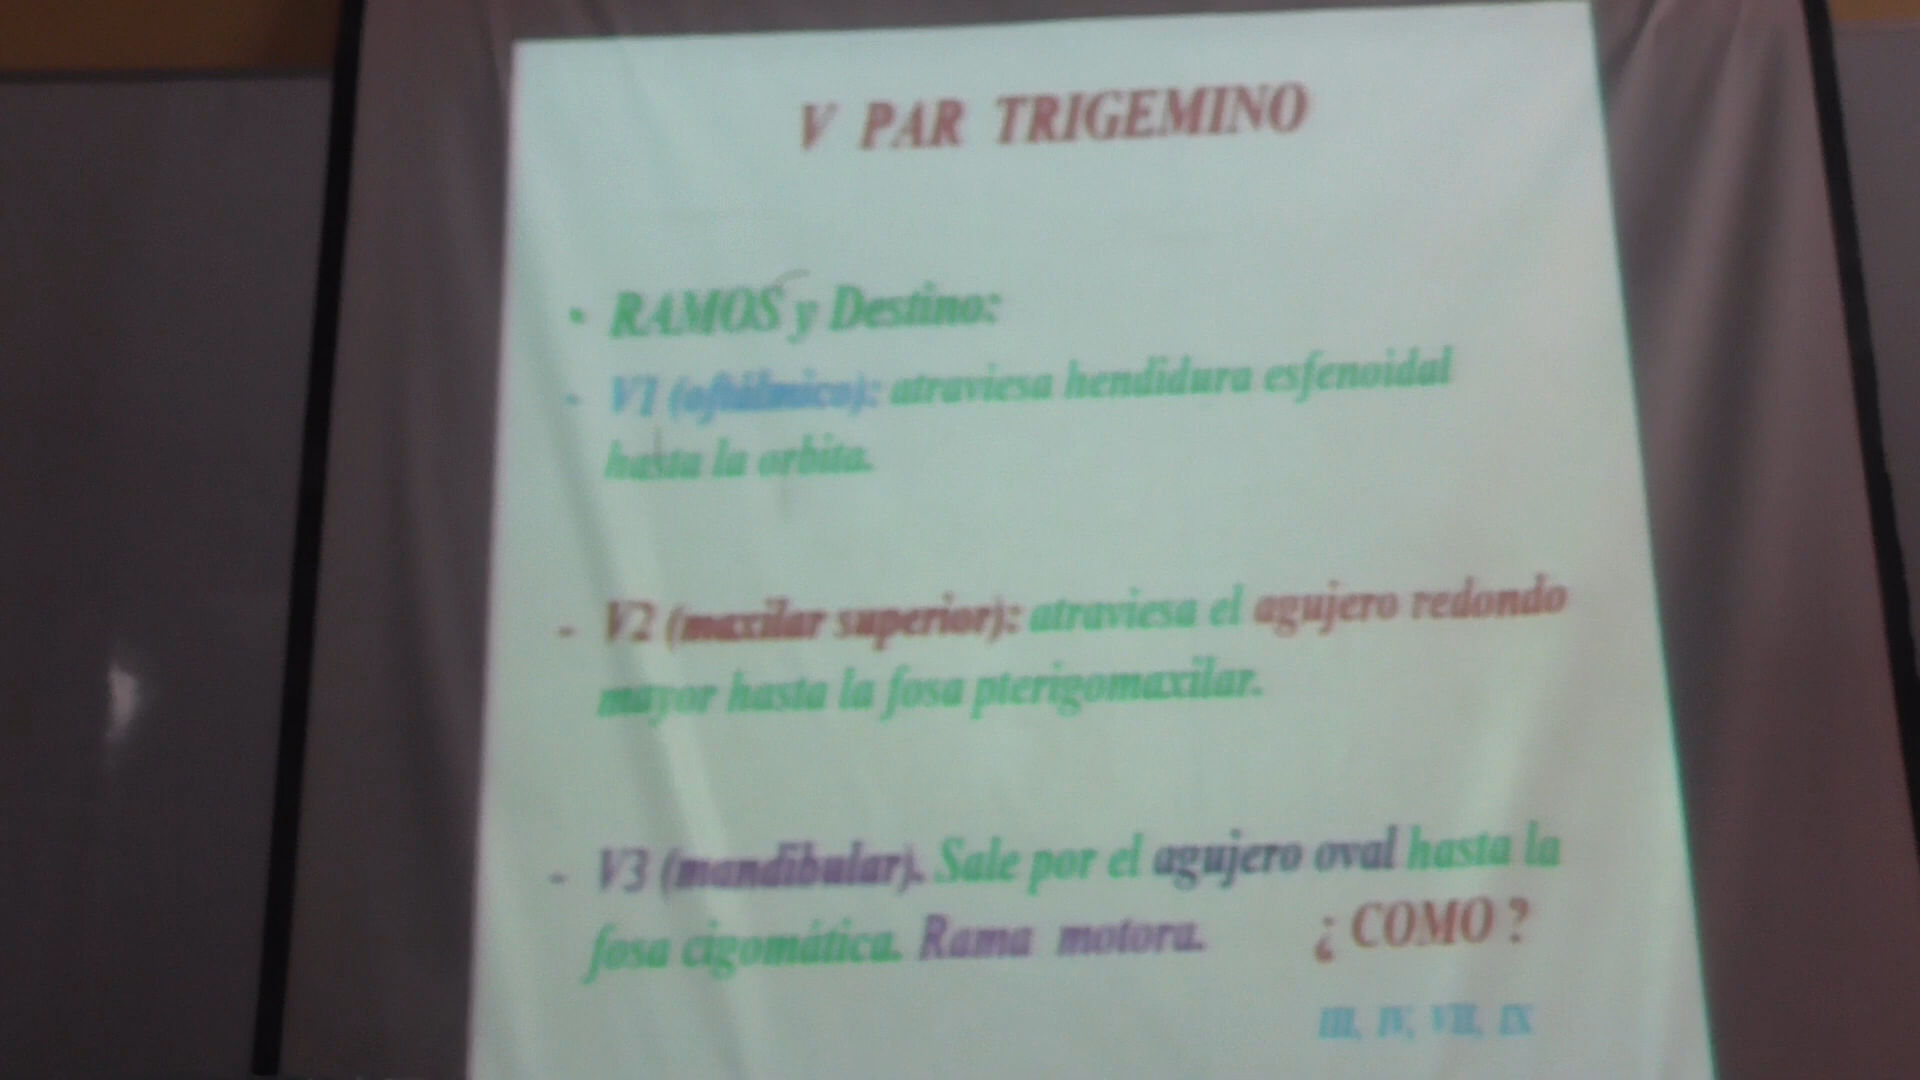 V PAR TRIGEMINO
• RAMOS y Destino:
- V1 (oftálmico): atraviesa hendidura esfenoidal
hasta la orbita.
- V2 (maxilar superior): atraviesa el agujero redondo
mayor hasta la fosa pterigomaxilar.
- V3 (mandibular). Sale por el agujero oval hasta la
fosa cigomática. Rama motora. ¿ COMO ?
III, IV, VII, IX